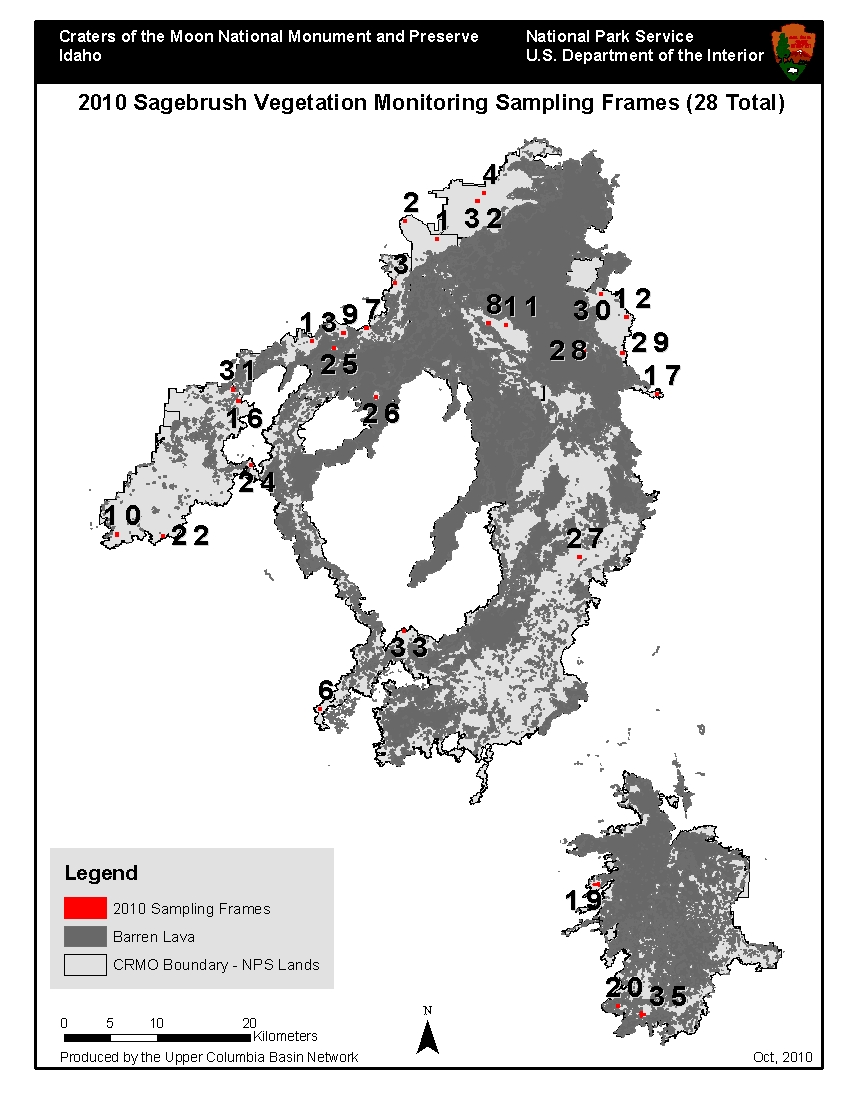 Craters of the Moon National Monument and Preserve
Idaho
National Park Service
U.S. Department of the Interior
2010 Sagebrush Vegetation Monitoring Sampling Frames (28 Total)
4
2
1
32
3
8
11
30
12
13
9
7
25
28
29
31
17
16
26
24
10
22
27
33
6
19
20
35
Legend
2010 Sampling Frames
Barren Lava
CRMO Boundary - NPS Lands
0 5 10 20
Kilometers
N
Produced by the Upper Columbia Basin Network
Oct, 2010